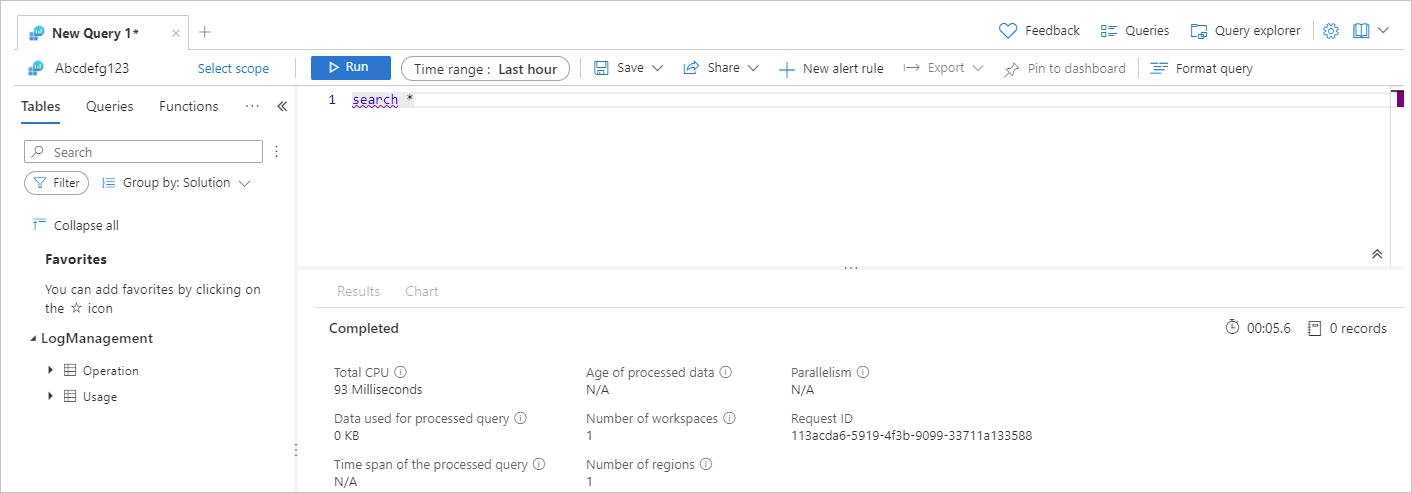 New Query 1*
Feedback
Queries
Query explorer
Abcdefg123
Select scope
Run
Time range : Last hour
Save
Share
New alert rule
Export
Pin to dashboard
Format query
Tables
Queries
Functions
Search
Filter
Group by: Solution
Collapse all
Favorites
You can add favorites by clicking on
the ☆ icon
LogManagement
Operation
Usage
1 search *
Results
Chart
Completed
00:05.6
0 records
Total CPU
93 Milliseconds
Age of processed data
N/A
Parallelism
N/A
Data used for processed query
0 KB
Number of workspaces
1
Request ID
113acda6-5919-4f3b-9099-33711a133588
Time span of the processed query
N/A
Number of regions
1